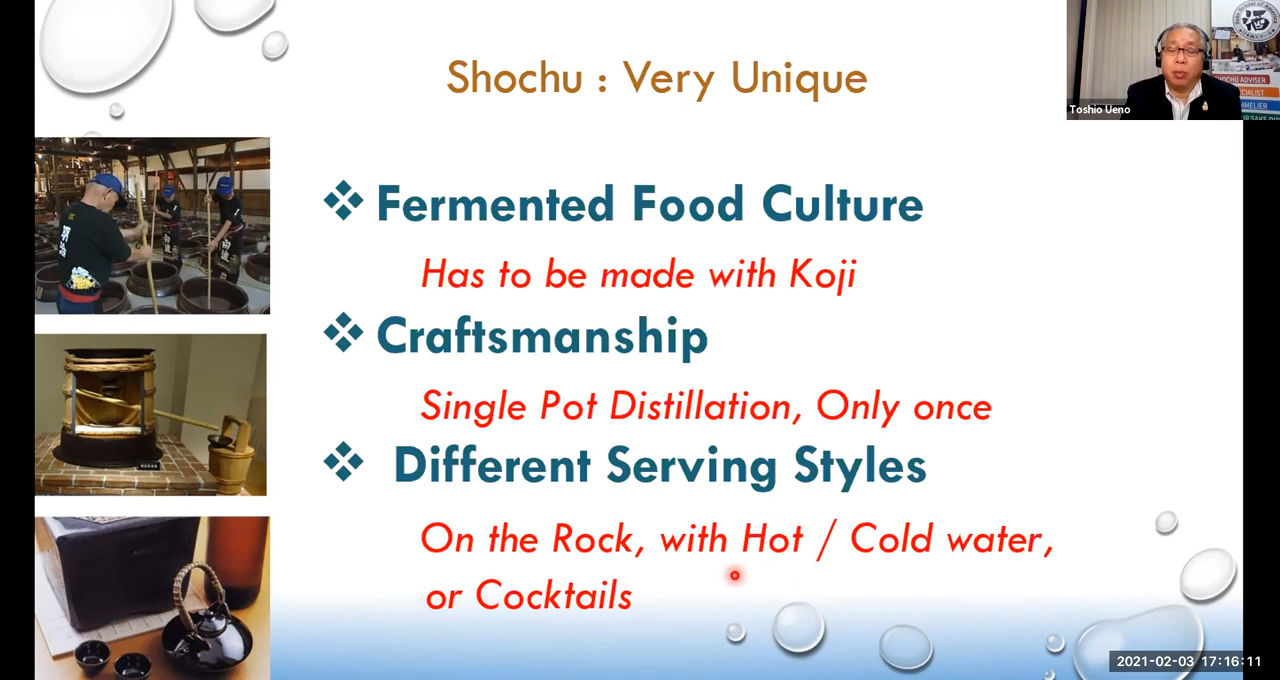 Shochu : Very Unique
Toshio Ueno
SHOCHU ADVISER
Fermented Food Culture
Has to be made with Koji
Craftsmanship
Single Pot Distillation, Only once
Different Serving Styles
On the Rock, with Hot / Cold water,
or Cocktails
2021-02-03 17:16:11